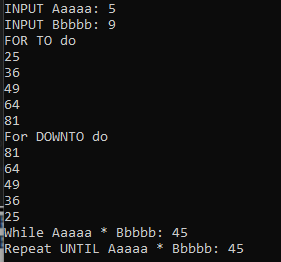 INPUT Aaaaa: 5
INPUT Bbbbb: 9
FOR TO do
25
36
49
64
81
For DOWNTO do
81
64
49
36
25
While Aaaaa * Bbbbb: 45
Repeat UNTIL Aaaaa * Bbbbb: 45